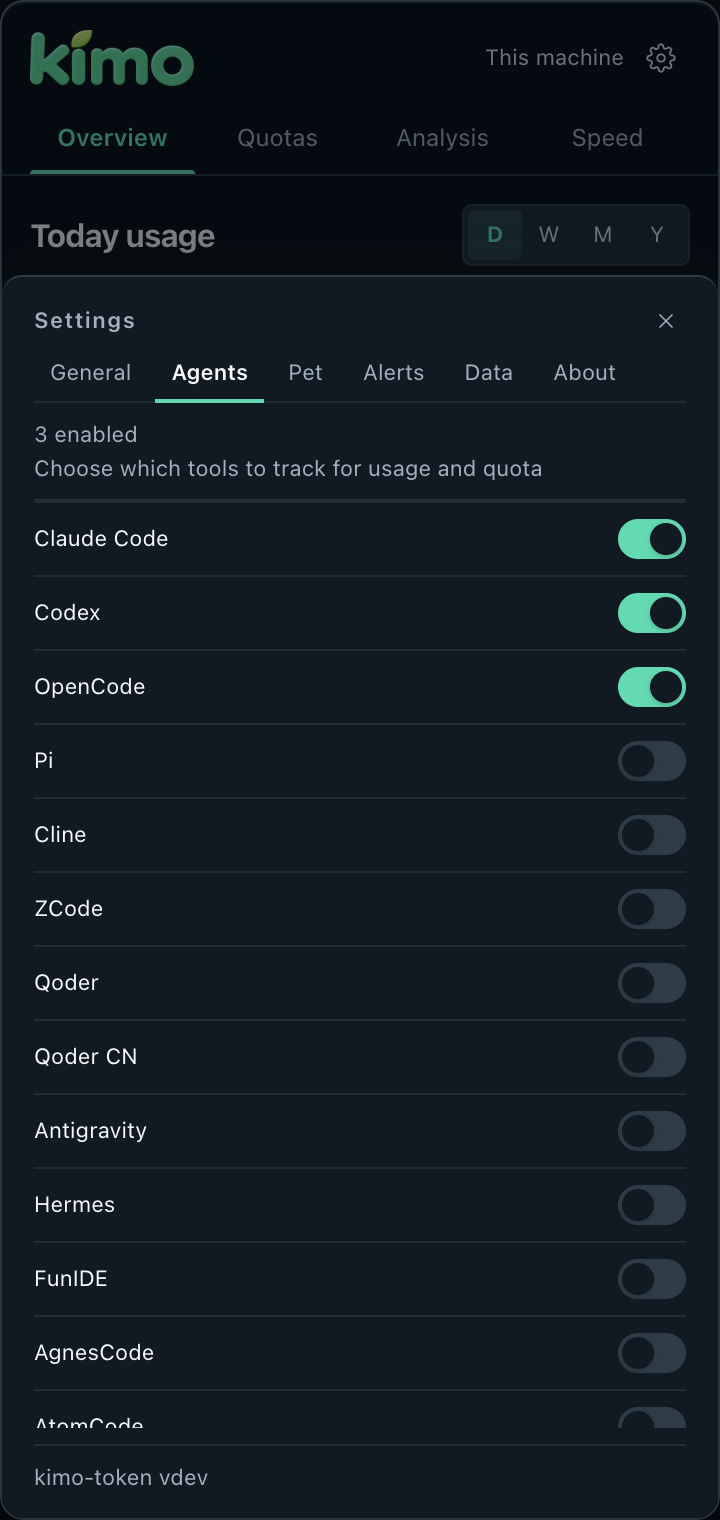 kimo
This machine
Overview Quotas Analysis Speed
Today usage
D W M Y
Settings
General Agents Pet Alerts Data About
3 enabled
Choose which tools to track for usage and quota
Claude Code
Codex
OpenCode
Pi
Cline
ZCode
Qoder
Qoder CN
Antigravity
Hermes
FunIDE
AgnesCode
AtomCode
kimo-token vdev